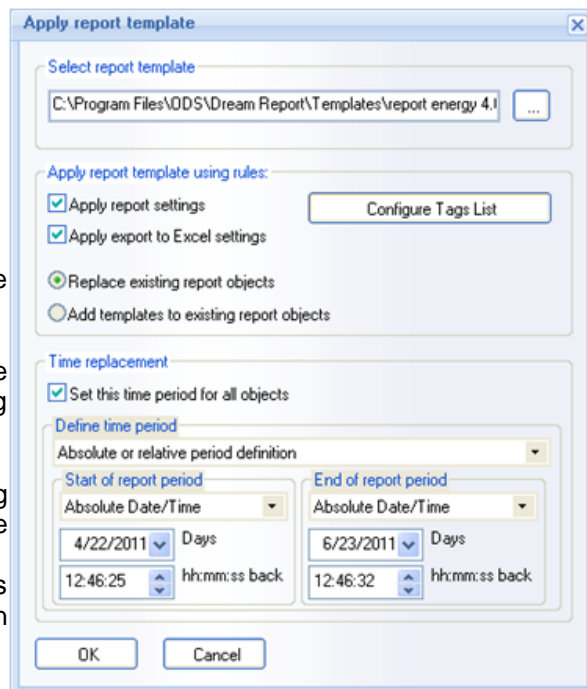 Apply report template
Select report template
C:\Program Files\ODS\Dream Report\Templates\report energy 4.
...
Apply report template using rules:
Apply report settings
Configure Tags List
Apply export to Excel settings
Replace existing report objects
Add templates to existing report objects
Time replacement
Set this time period for all objects
Define time period
Absolute or relative period definition
Start of report period
End of report period
Absolute Date/Time
Absolute Date/Time
4/22/2011 Days
6/23/2011 Days
12:46:25 hh:mm:ss back
12:46:32 hh:mm:ss back
OK
Cancel